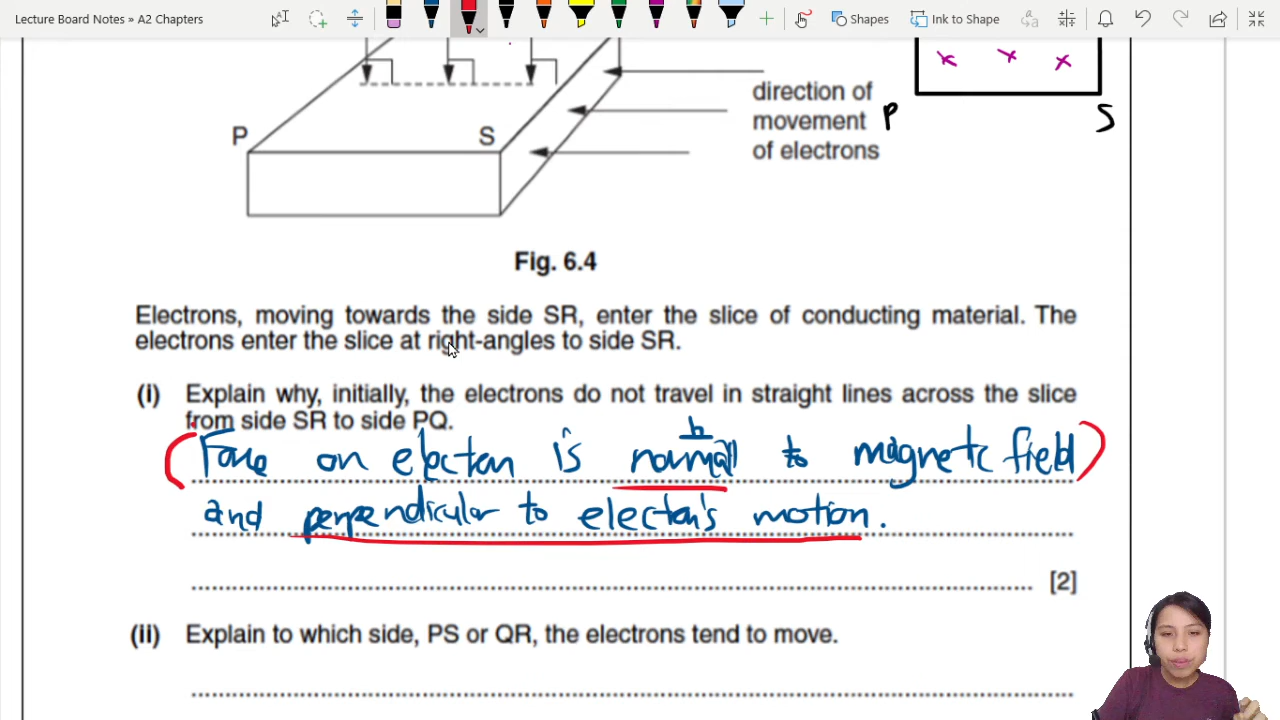 Lecture Board Notes » A2 Chapters
Shapes
Ink to Shape
P
S
direction of
movement
of electrons
P
S
Fig. 6.4
Electrons, moving towards the side SR, enter the slice of conducting material. The
electrons enter the slice at right-angles to side SR.
(i) Explain why, initially, the electrons do not travel in straight lines across the slice
from side SR to side PQ.
(Force on electron is normal to magnetic field)
and perpendicular to electron's motion.
[2]
(ii) Explain to which side, PS or QR, the electrons tend to move.